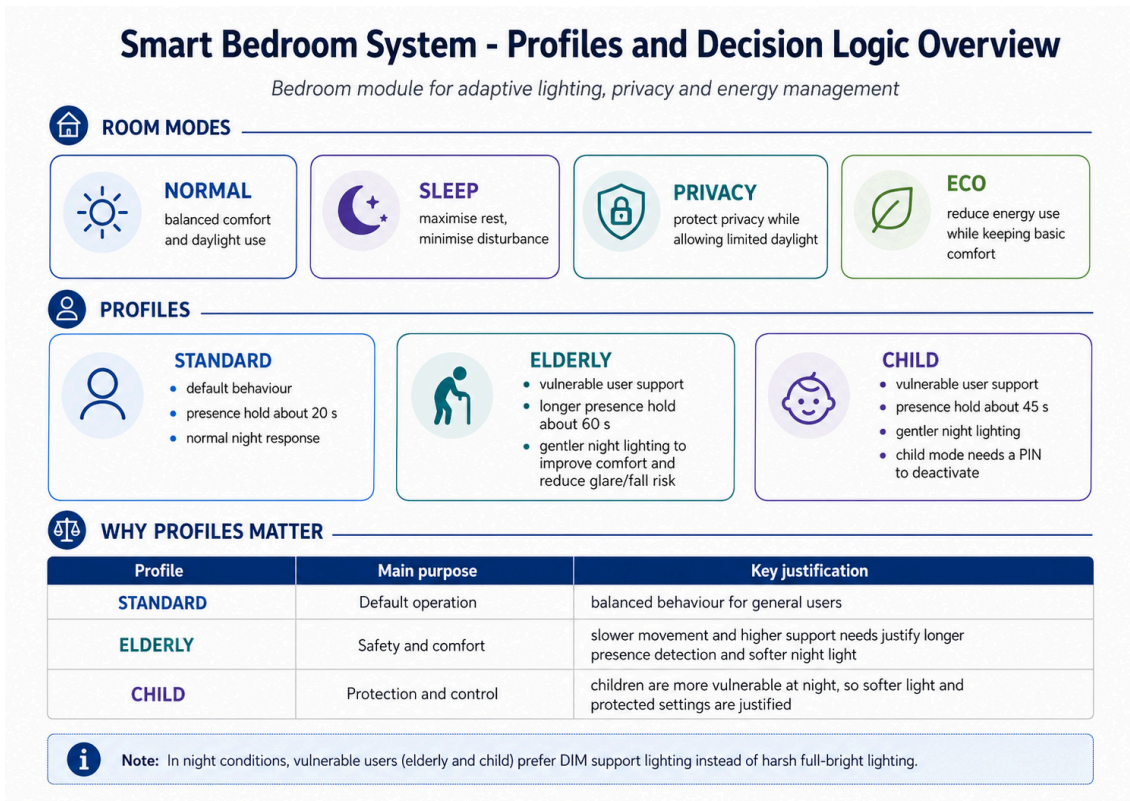 Smart Bedroom System - Profiles and Decision Logic Overview
Bedroom module for adaptive lighting, privacy and energy management
ROOM MODES
NORMAL
balanced comfort
and daylight use
SLEEP
maximise rest,
minimise disturbance
PRIVACY
protect privacy while
allowing limited daylight
ECO
reduce energy use
while keeping basic
comfort
PROFILES
STANDARD
• default behaviour
• presence hold about 20 s
• normal night response
ELDERLY
• vulnerable user support
• longer presence hold
about 60 s
• gentler night lighting to
improve comfort and
reduce glare/fall risk
CHILD
• vulnerable user support
• presence hold about 45 s
• gentler night lighting
• child mode needs a PIN
to deactivate
WHY PROFILES MATTER
Profile Main purpose Key justification
STANDARD Default operation balanced behaviour for general users
ELDERLY Safety and comfort slower movement and higher support needs justify longer
presence detection and softer night light
CHILD Protection and control children are more vulnerable at night, so softer light and
protected settings are justified
i Note: In night conditions, vulnerable users (elderly and child) prefer DIM support lighting instead of harsh full-bright lighting.